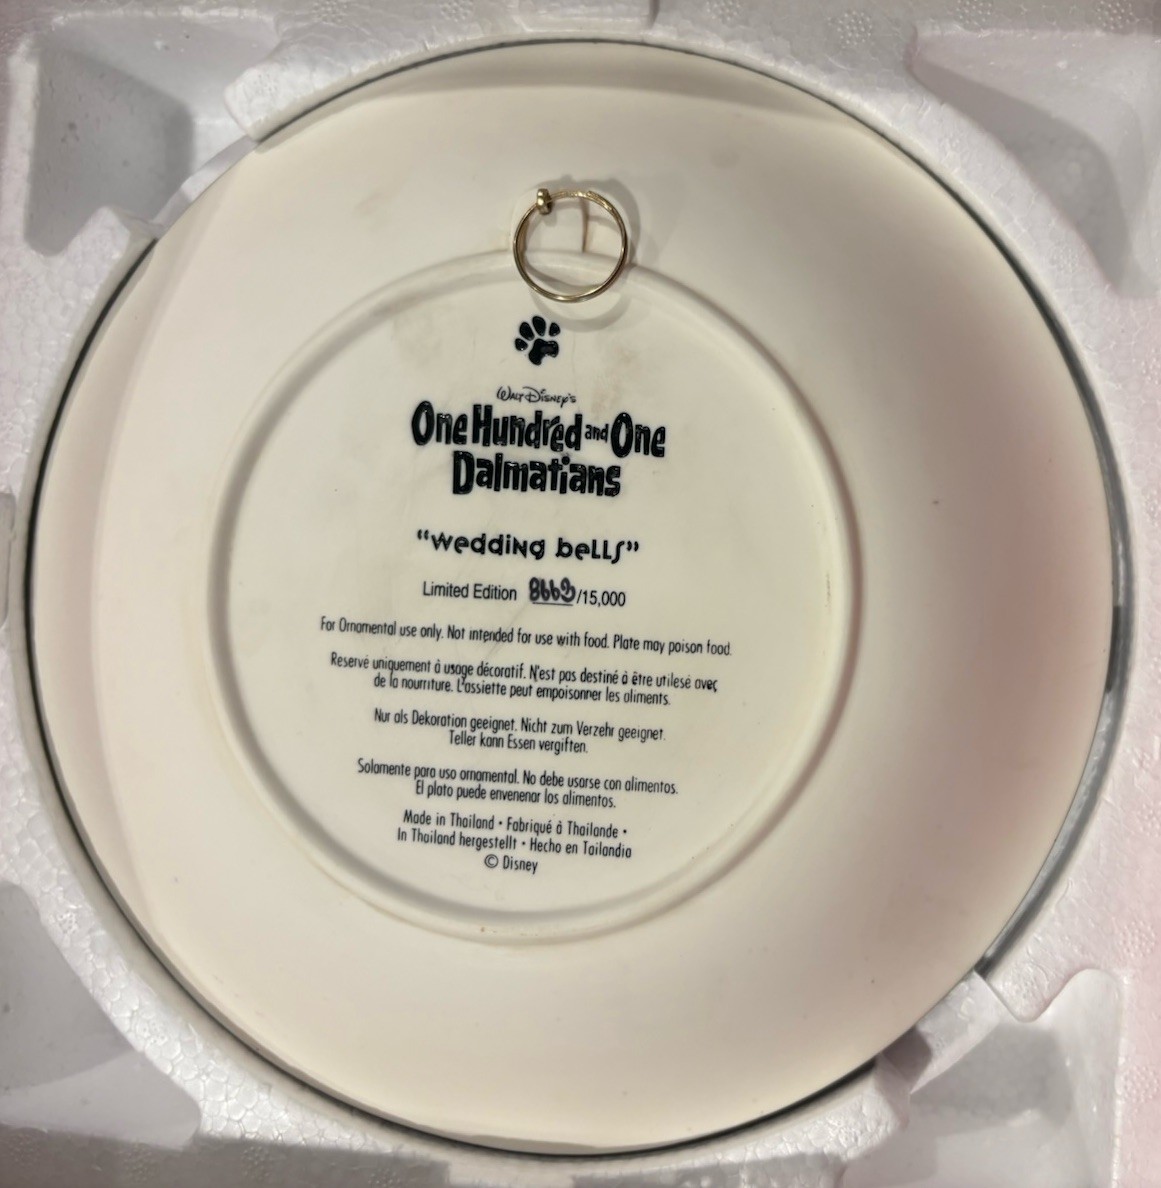 Walt Disney's
One Hundred and One
Dalmatians
“wedding bells”
Limited Edition 8663/15,000
For Ornamental use only. Not intended for use with food. Plate may poison food.
Reservé uniquement à usage décoratif. N'est pas destiné à être utilesé avec
de la nourriture. L'assiette peut empoisonner les aliments.
Nur als Dekoration geeignet. Nicht zum Verzehr geeignet.
Teller kann Essen vergiften.
Solamente para uso ornamental. No debe usarse con alimentos.
El plato puede envenenar los alimentos.
Made in Thailand • Fabriqué à Thailande •
In Thailand hergestellt • Hecho en Tailandia
© Disney